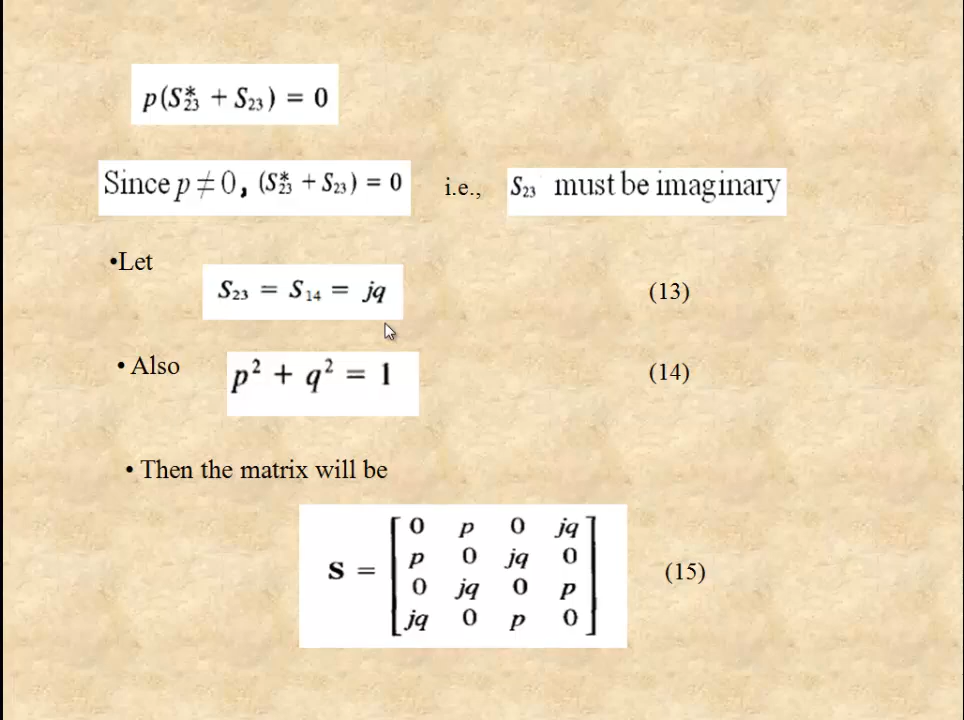 p(S₂₃* + S₂₃) = 0
Since p ≠ 0, (S₂₃* + S₂₃) = 0 i.e., S₂₃ must be imaginary
•Let
S₂₃ = S₁₄ = jq (13)
• Also p² + q² = 1 (14)
• Then the matrix will be
0 p 0 jq
p 0 jq 0
S = (15)
0 jq 0 p
jq 0 p 0